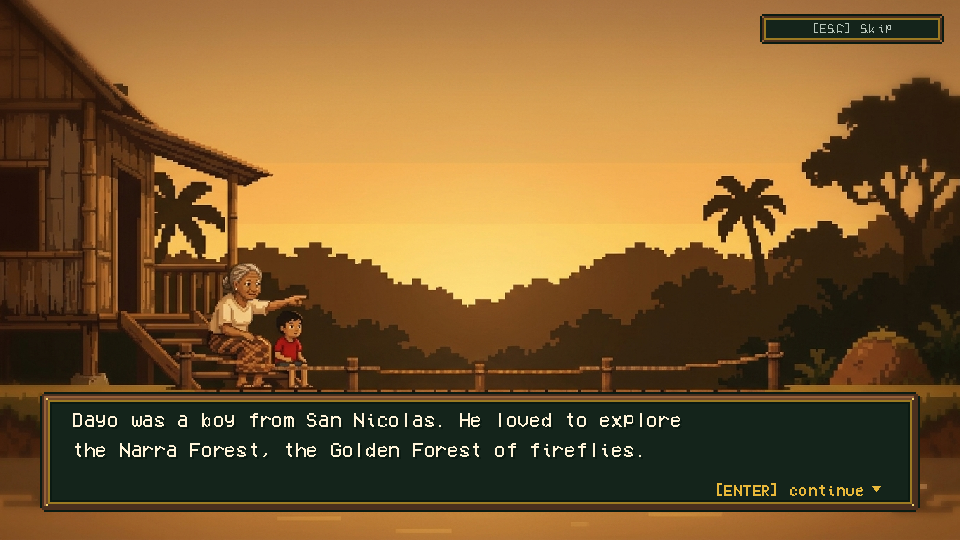 [ESC] Skip
Dayo was a boy from San Nicolas. He loved to explore
the Narra Forest, the Golden Forest of fireflies.
[ENTER] continue ▼